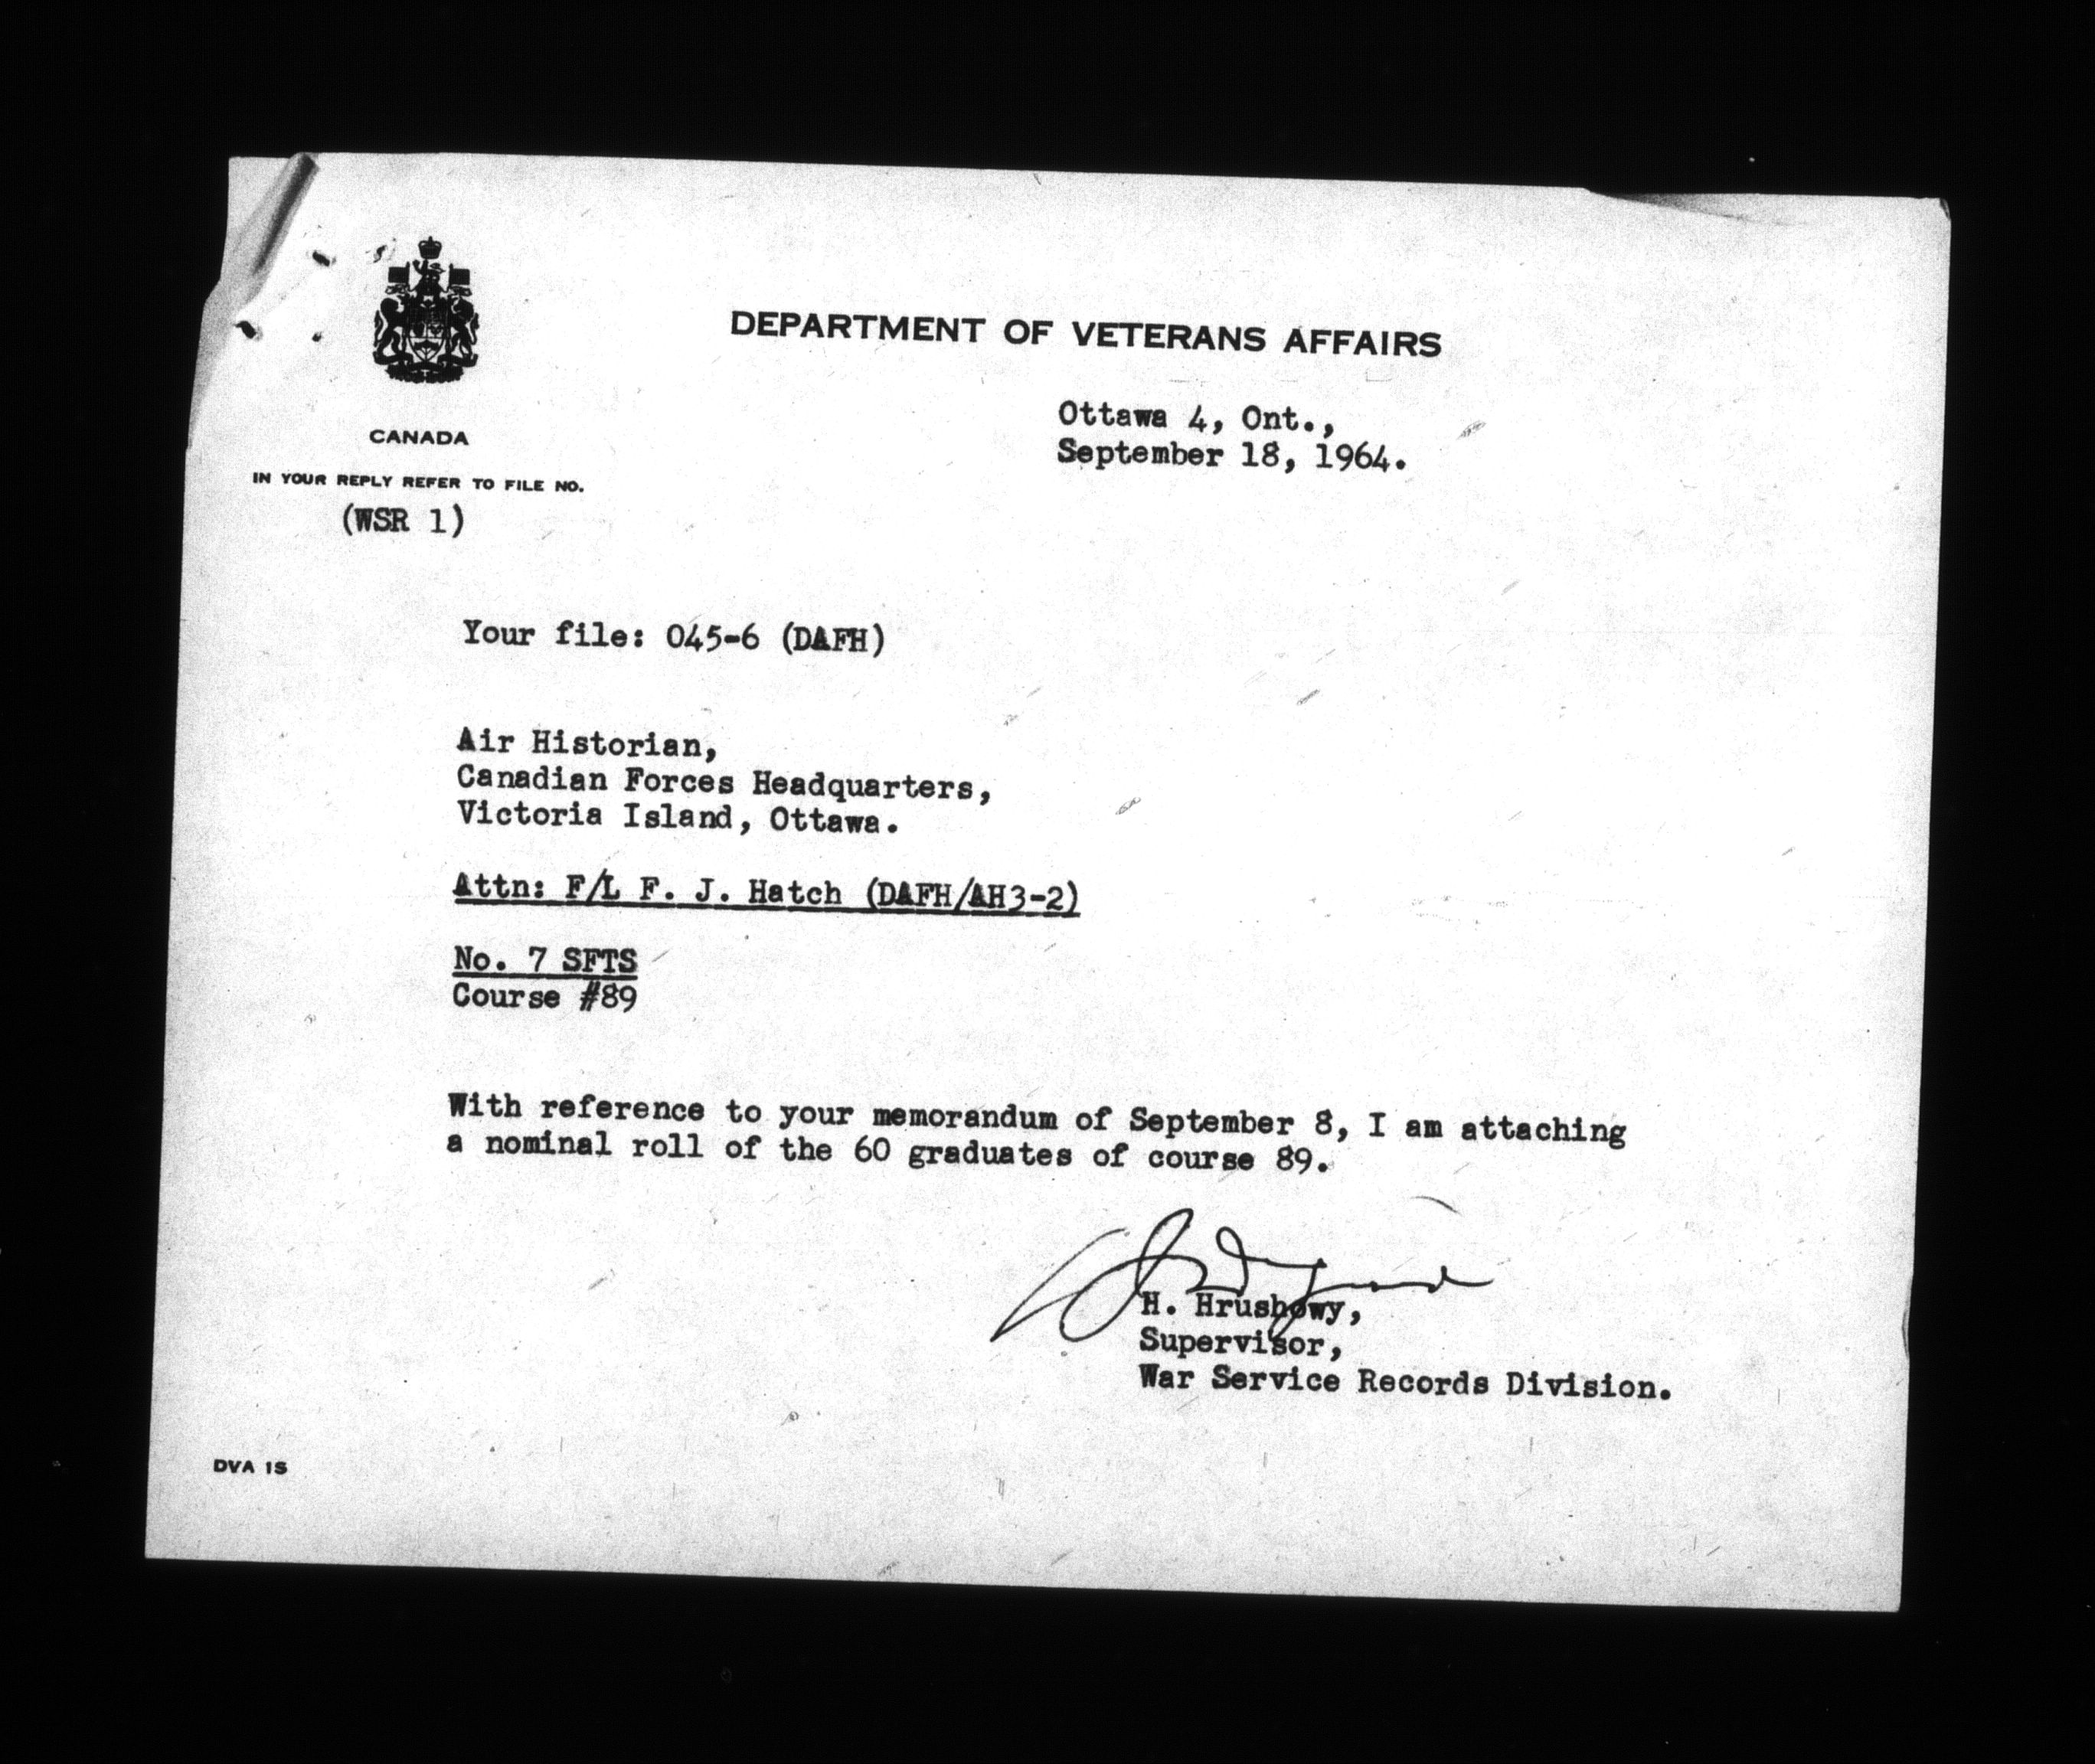 DEPARTMENT OF VETERANS AFFAIRS
Ottawa 4, Ont.,
September 18, 1964.
CANADA
IN YOUR REPLY REFER TO FILE NO.
(WSR 1)
Your file: 045-6 (DAFH)
Air Historian,
Canadian Forces Headquarters,
Victoria Island, Ottawa.
Attn: F/L F. J. Hatch (DAFH/AH3-2)
No. 7 SFTS
Course #89
With reference to your memorandum of September 8, I am attaching
a nominal roll of the 60 graduates of course 89.
H. Hrushowy,
Supervisor,
War Service Records Division.
DVA 1S